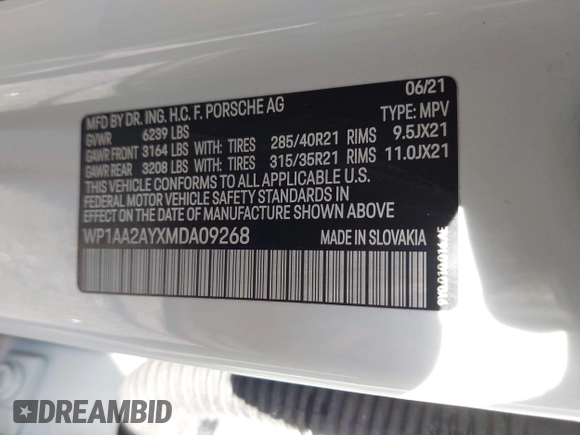 MFD BY DR. ING. H.C. F. PORSCHE AG 06/21
GVWR 6239 LBS TYPE: MPV
GAWR FRONT 3164 LBS WITH: TIRES 285/40R21 RIMS 9.5JX21
GAWR REAR 3208 LBS WITH: TIRES 315/35R21 RIMS 11.0JX21
THIS VEHICLE CONFORMS TO ALL APPLICABLE U.S.
FEDERAL MOTOR VEHICLE SAFETY STANDARDS IN
EFFECT ON THE DATE OF MANUFACTURE SHOWN ABOVE
WP1AA2AYXMDA09268 MADE IN SLOVAKIA
DREAMBID